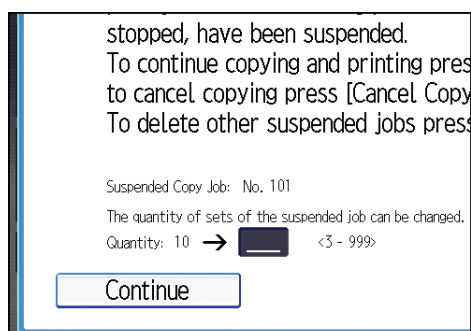 stopped, have been suspended.
To continue copying and printing pres
to cancel copying press [Cancel Copy
To delete other suspended jobs press
Suspended Copy Job: No. 101
The quantity of sets of the suspended job can be changed.
Quantity: 10 → ___ <3 - 999>
Continue